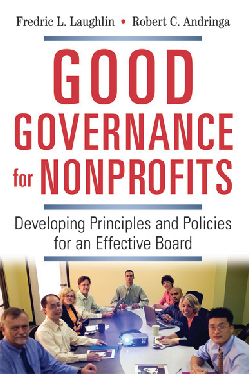 Fredric L. Laughlin • Robert C. Andringa
GOOD
GOVERNANCE
for NONPROFITS
Developing Principles and Policies
for an Effective Board